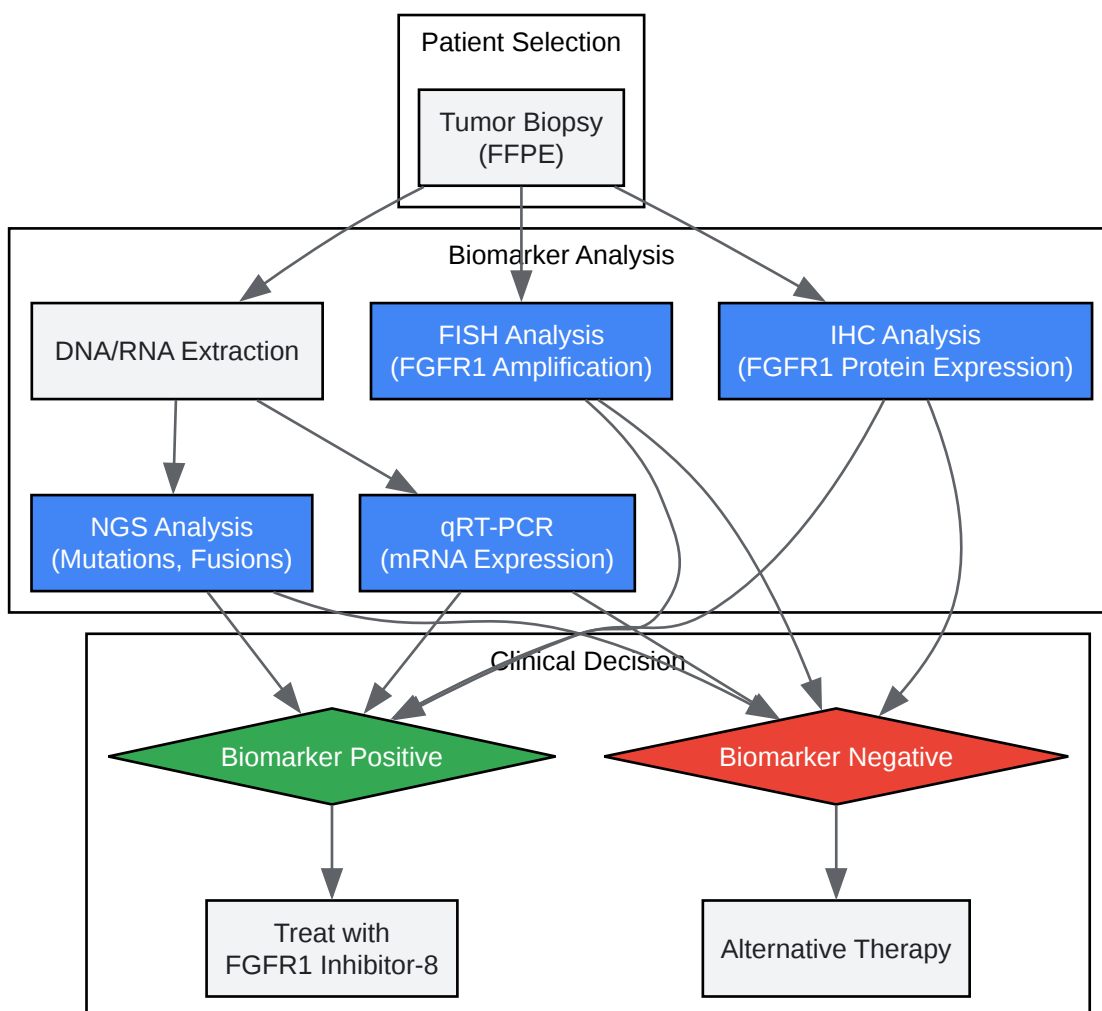 Patient Selection
Tumor Biopsy
(FFPE)
Biomarker Analysis
DNA/RNA Extraction
FISH Analysis
(FGFR1 Amplification)
IHC Analysis
(FGFR1 Protein Expression)
NGS Analysis
(Mutations, Fusions)
qRT-PCR
(mRNA Expression)
Clinical Decision
Biomarker Positive
Biomarker Negative
Treat with
FGFR1 Inhibitor-8
Alternative Therapy